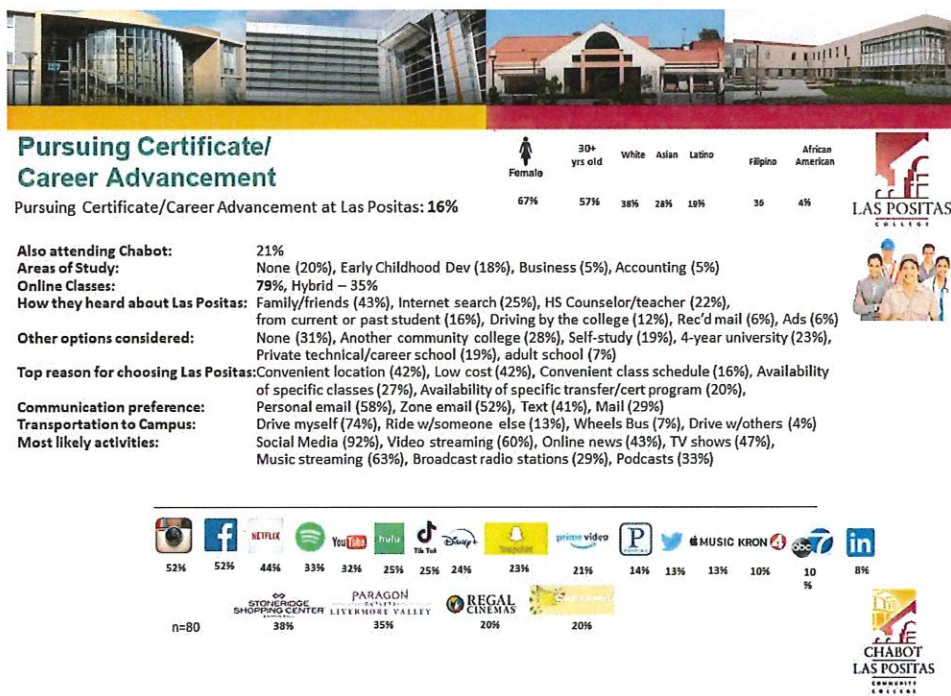 Pursuing Certificate/
Career Advancement
Pursuing Certificate/Career Advancement at Las Positas: 16%
Female
67%
30+
yrs old
57%
White
38%
Asian
28%
Latino
19%
Filipino
36
African
American
4%
LAS POSITAS
COLLEGE
Also attending Chabot: 21%
Areas of Study: None (20%), Early Childhood Dev (18%), Business (5%), Accounting (5%)
Online Classes: 79%, Hybrid – 35%
How they heard about Las Positas: Family/friends (43%), Internet search (25%), HS Counselor/teacher (22%),
from current or past student (16%), Driving by the college (12%), Rec'd mail (6%), Ads (6%)
Other options considered: None (31%), Another community college (28%), Self-study (19%), 4-year university (23%),
Private technical/career school (19%), adult school (7%)
Top reason for choosing Las Positas:Convenient location (42%), Low cost (42%), Convenient class schedule (16%), Availability
of specific classes (27%), Availability of specific transfer/cert program (20%),
Communication preference: Personal email (58%), Zone email (52%), Text (41%), Mail (29%)
Transportation to Campus: Drive myself (74%), Ride w/someone else (13%), Wheels Bus (7%), Drive w/others (4%)
Most likely activities: Social Media (92%), Video streaming (60%), Online news (43%), TV shows (47%),
Music streaming (63%), Broadcast radio stations (29%), Podcasts (33%)
NETFLIX YouTube hulu Tik Tok Disney+ Snapchat prime video P MUSIC KRON 4 abc 7 in
52% 52% 44% 33% 32% 25% 25% 24% 23% 21% 14% 13% 13% 10% 10
% 8%
STONERIDGE
SHOPPING CENTER
38%
PARAGON
OUTLETS
LIVERMORE VALLEY
35%
REGAL
CINEMAS
20%
20%
n=80
CHABOT
LAS POSITAS
COMMUNITY
COLLEGE